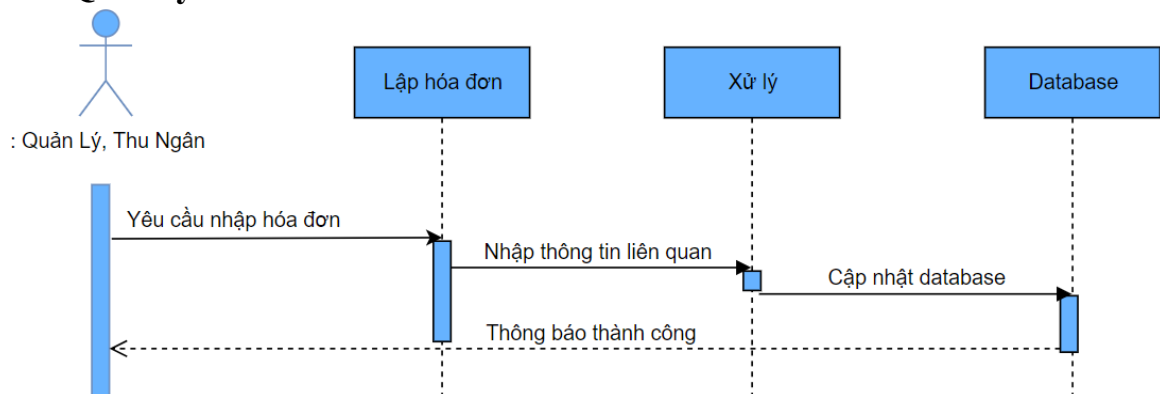 Lập hóa đơn
Xử lý
Database
: Quản Lý, Thu Ngân
Yêu cầu nhập hóa đơn
Nhập thông tin liên quan
Cập nhật database
Thông báo thành công